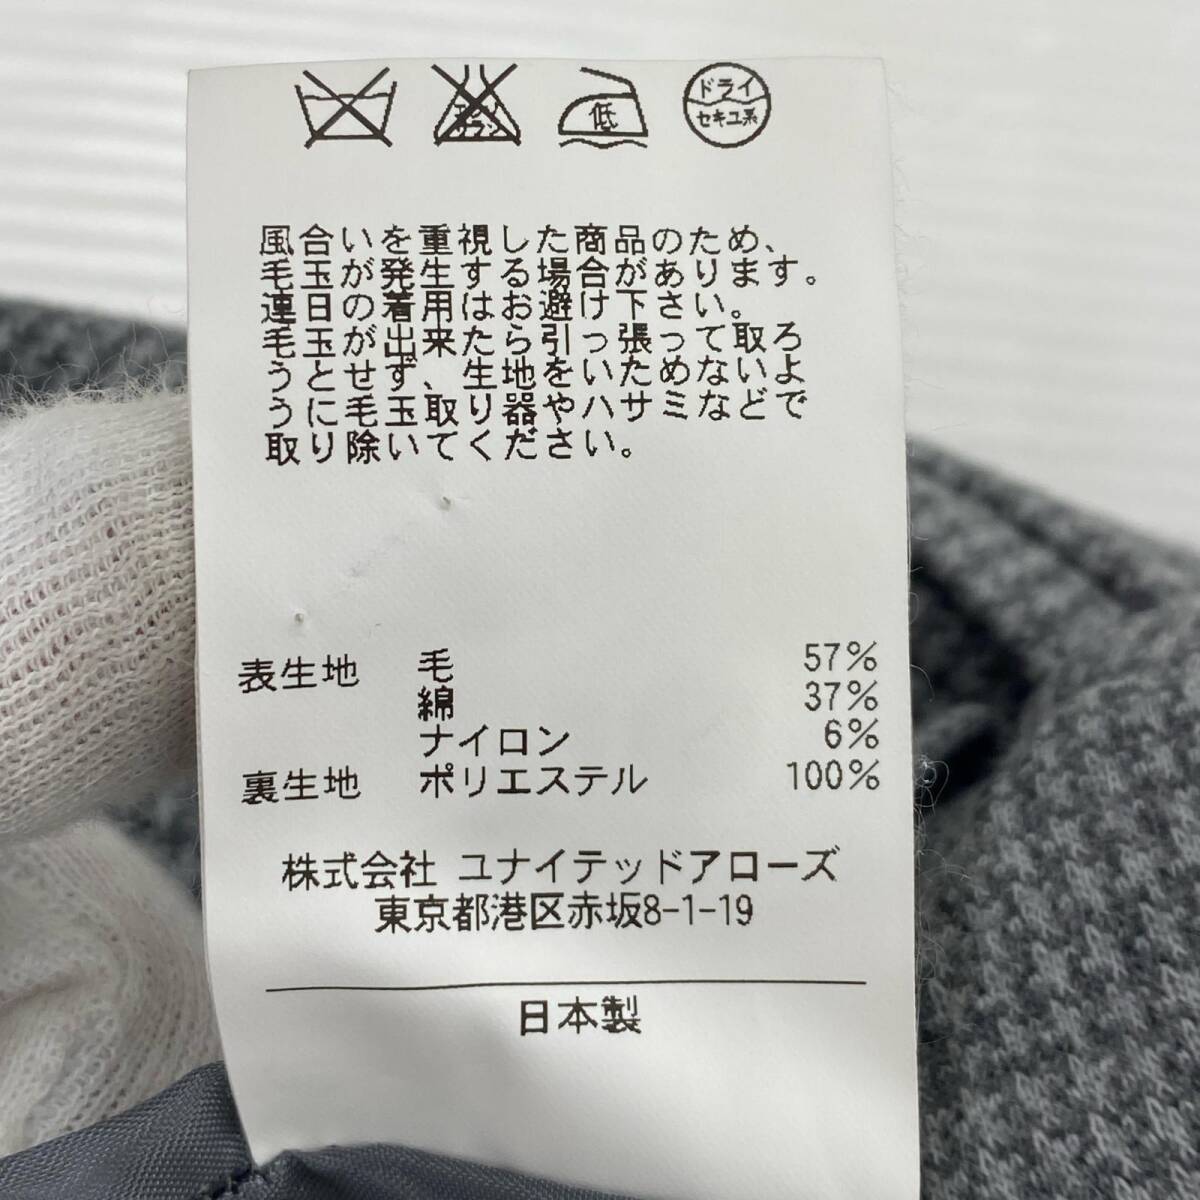 低
ドライ
セキユ系
風合いを重視した商品のため、
毛玉が発生する場合があります。
連日の着用はお避け下さい。
毛玉が出来たら引っ張って取ろ
うとせず、生地をいためないよ
うに毛玉取り器やハサミなどで
取り除いてください。
表生地 毛 57%
綿 37%
ナイロン 6%
裏生地 ポリエステル 100%
株式会社 ユナイテッドアローズ
東京都港区赤坂8-1-19
日本製